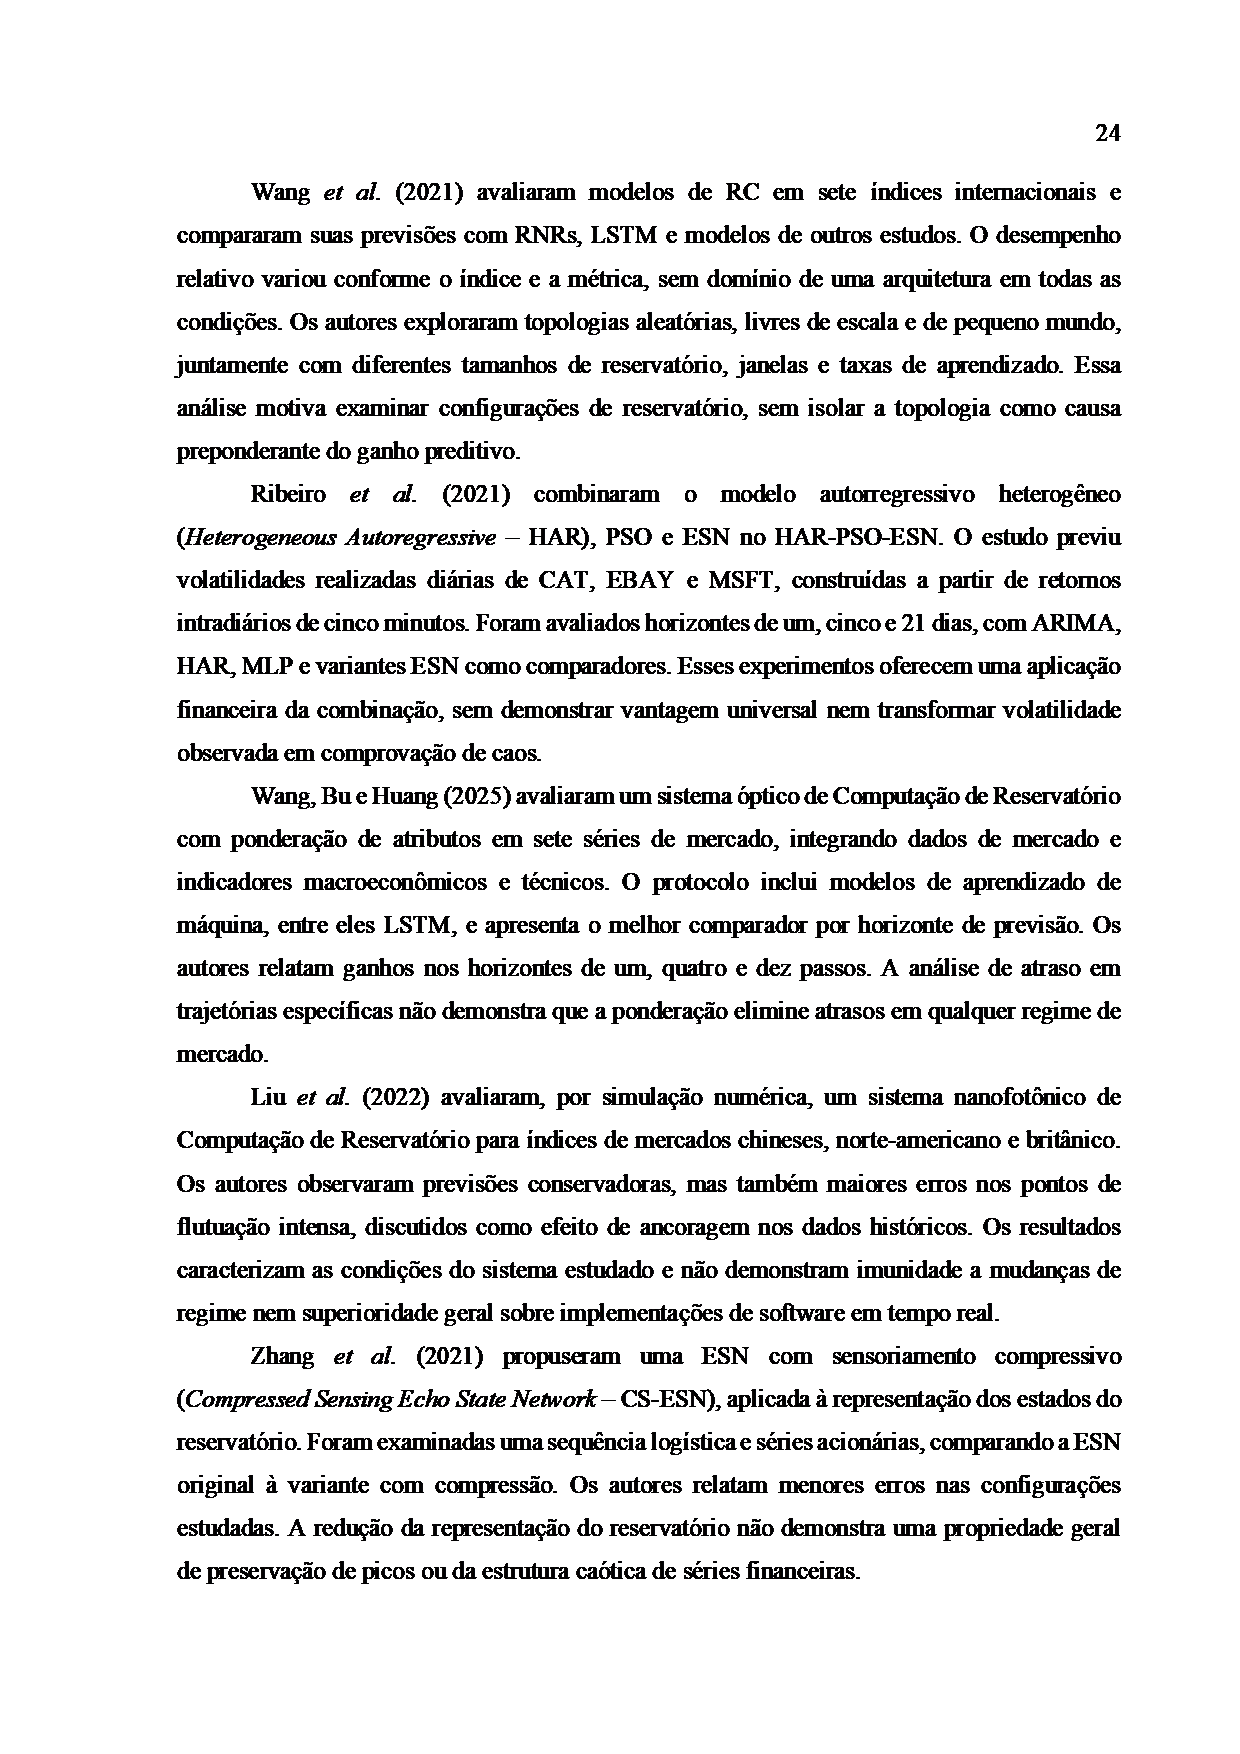 24
Wang et al. (2021) avaliaram modelos de RC em sete índices internacionais e
compararam suas previsões com RNRs, LSTM e modelos de outros estudos. O desempenho
relativo variou conforme o índice e a métrica, sem domínio de uma arquitetura em todas as
condições. Os autores exploraram topologias aleatórias, livres de escala e de pequeno mundo,
juntamente com diferentes tamanhos de reservatório, janelas e taxas de aprendizado. Essa
análise motiva examinar configurações de reservatório, sem isolar a topologia como causa
preponderante do ganho preditivo.
Ribeiro et al. (2021) combinaram o modelo autorregressivo heterogêneo
(Heterogeneous Autoregressive – HAR), PSO e ESN no HAR-PSO-ESN. O estudo previu
volatilidades realizadas diárias de CAT, EBAY e MSFT, construídas a partir de retornos
intradiários de cinco minutos. Foram avaliados horizontes de um, cinco e 21 dias, com ARIMA,
HAR, MLP e variantes ESN como comparadores. Esses experimentos oferecem uma aplicação
financeira da combinação, sem demonstrar vantagem universal nem transformar volatilidade
observada em comprovação de caos.
Wang, Bu e Huang (2025) avaliaram um sistema óptico de Computação de Reservatório
com ponderação de atributos em sete séries de mercado, integrando dados de mercado e
indicadores macroeconômicos e técnicos. O protocolo inclui modelos de aprendizado de
máquina, entre eles LSTM, e apresenta o melhor comparador por horizonte de previsão. Os
autores relatam ganhos nos horizontes de um, quatro e dez passos. A análise de atraso em
trajetórias específicas não demonstra que a ponderação elimine atrasos em qualquer regime de
mercado.
Liu et al. (2022) avaliaram, por simulação numérica, um sistema nanofotônico de
Computação de Reservatório para índices de mercados chineses, norte-americano e britânico.
Os autores observaram previsões conservadoras, mas também maiores erros nos pontos de
flutuação intensa, discutidos como efeito de ancoragem nos dados históricos. Os resultados
caracterizam as condições do sistema estudado e não demonstram imunidade a mudanças de
regime nem superioridade geral sobre implementações de software em tempo real.
Zhang et al. (2021) propuseram uma ESN com sensoriamento compressivo
(Compressed Sensing Echo State Network – CS-ESN), aplicada à representação dos estados do
reservatório. Foram examinadas uma sequência logística e séries acionárias, comparando a ESN
original à variante com compressão. Os autores relatam menores erros nas configurações
estudadas. A redução da representação do reservatório não demonstra uma propriedade geral
de preservação de picos ou da estrutura caótica de séries financeiras.